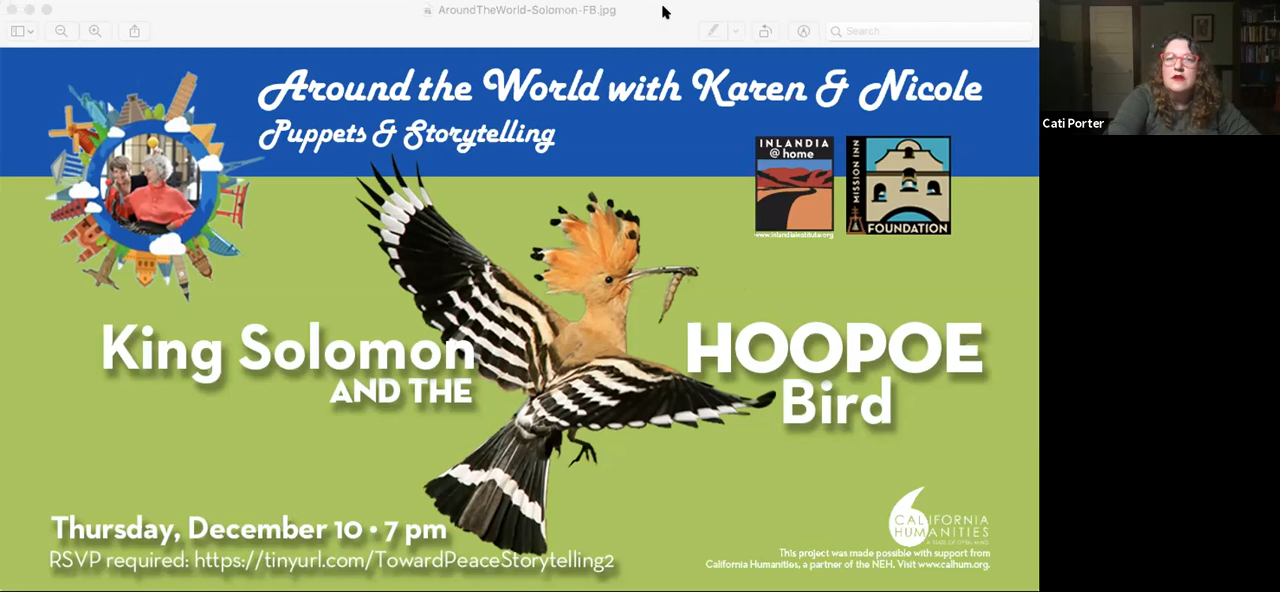 AroundTheWorld-Solomon-FB.jpg
Search
Cati Porter
Around the World with Karen & Nicole
Puppets & Storytelling
INLANDIA
@ home
www.inlandiainstitute.org
MISSION INN
FOUNDATION
King Solomon
AND THE
HOOPOE
Bird
Thursday, December 10 • 7 pm
RSVP required: https://tinyurl.com/TowardPeaceStorytelling2
CALIFORNIA
HUMANITIES
This project was made possible with support from
California Humanities, a partner of the NEH. Visit www.calhum.org.